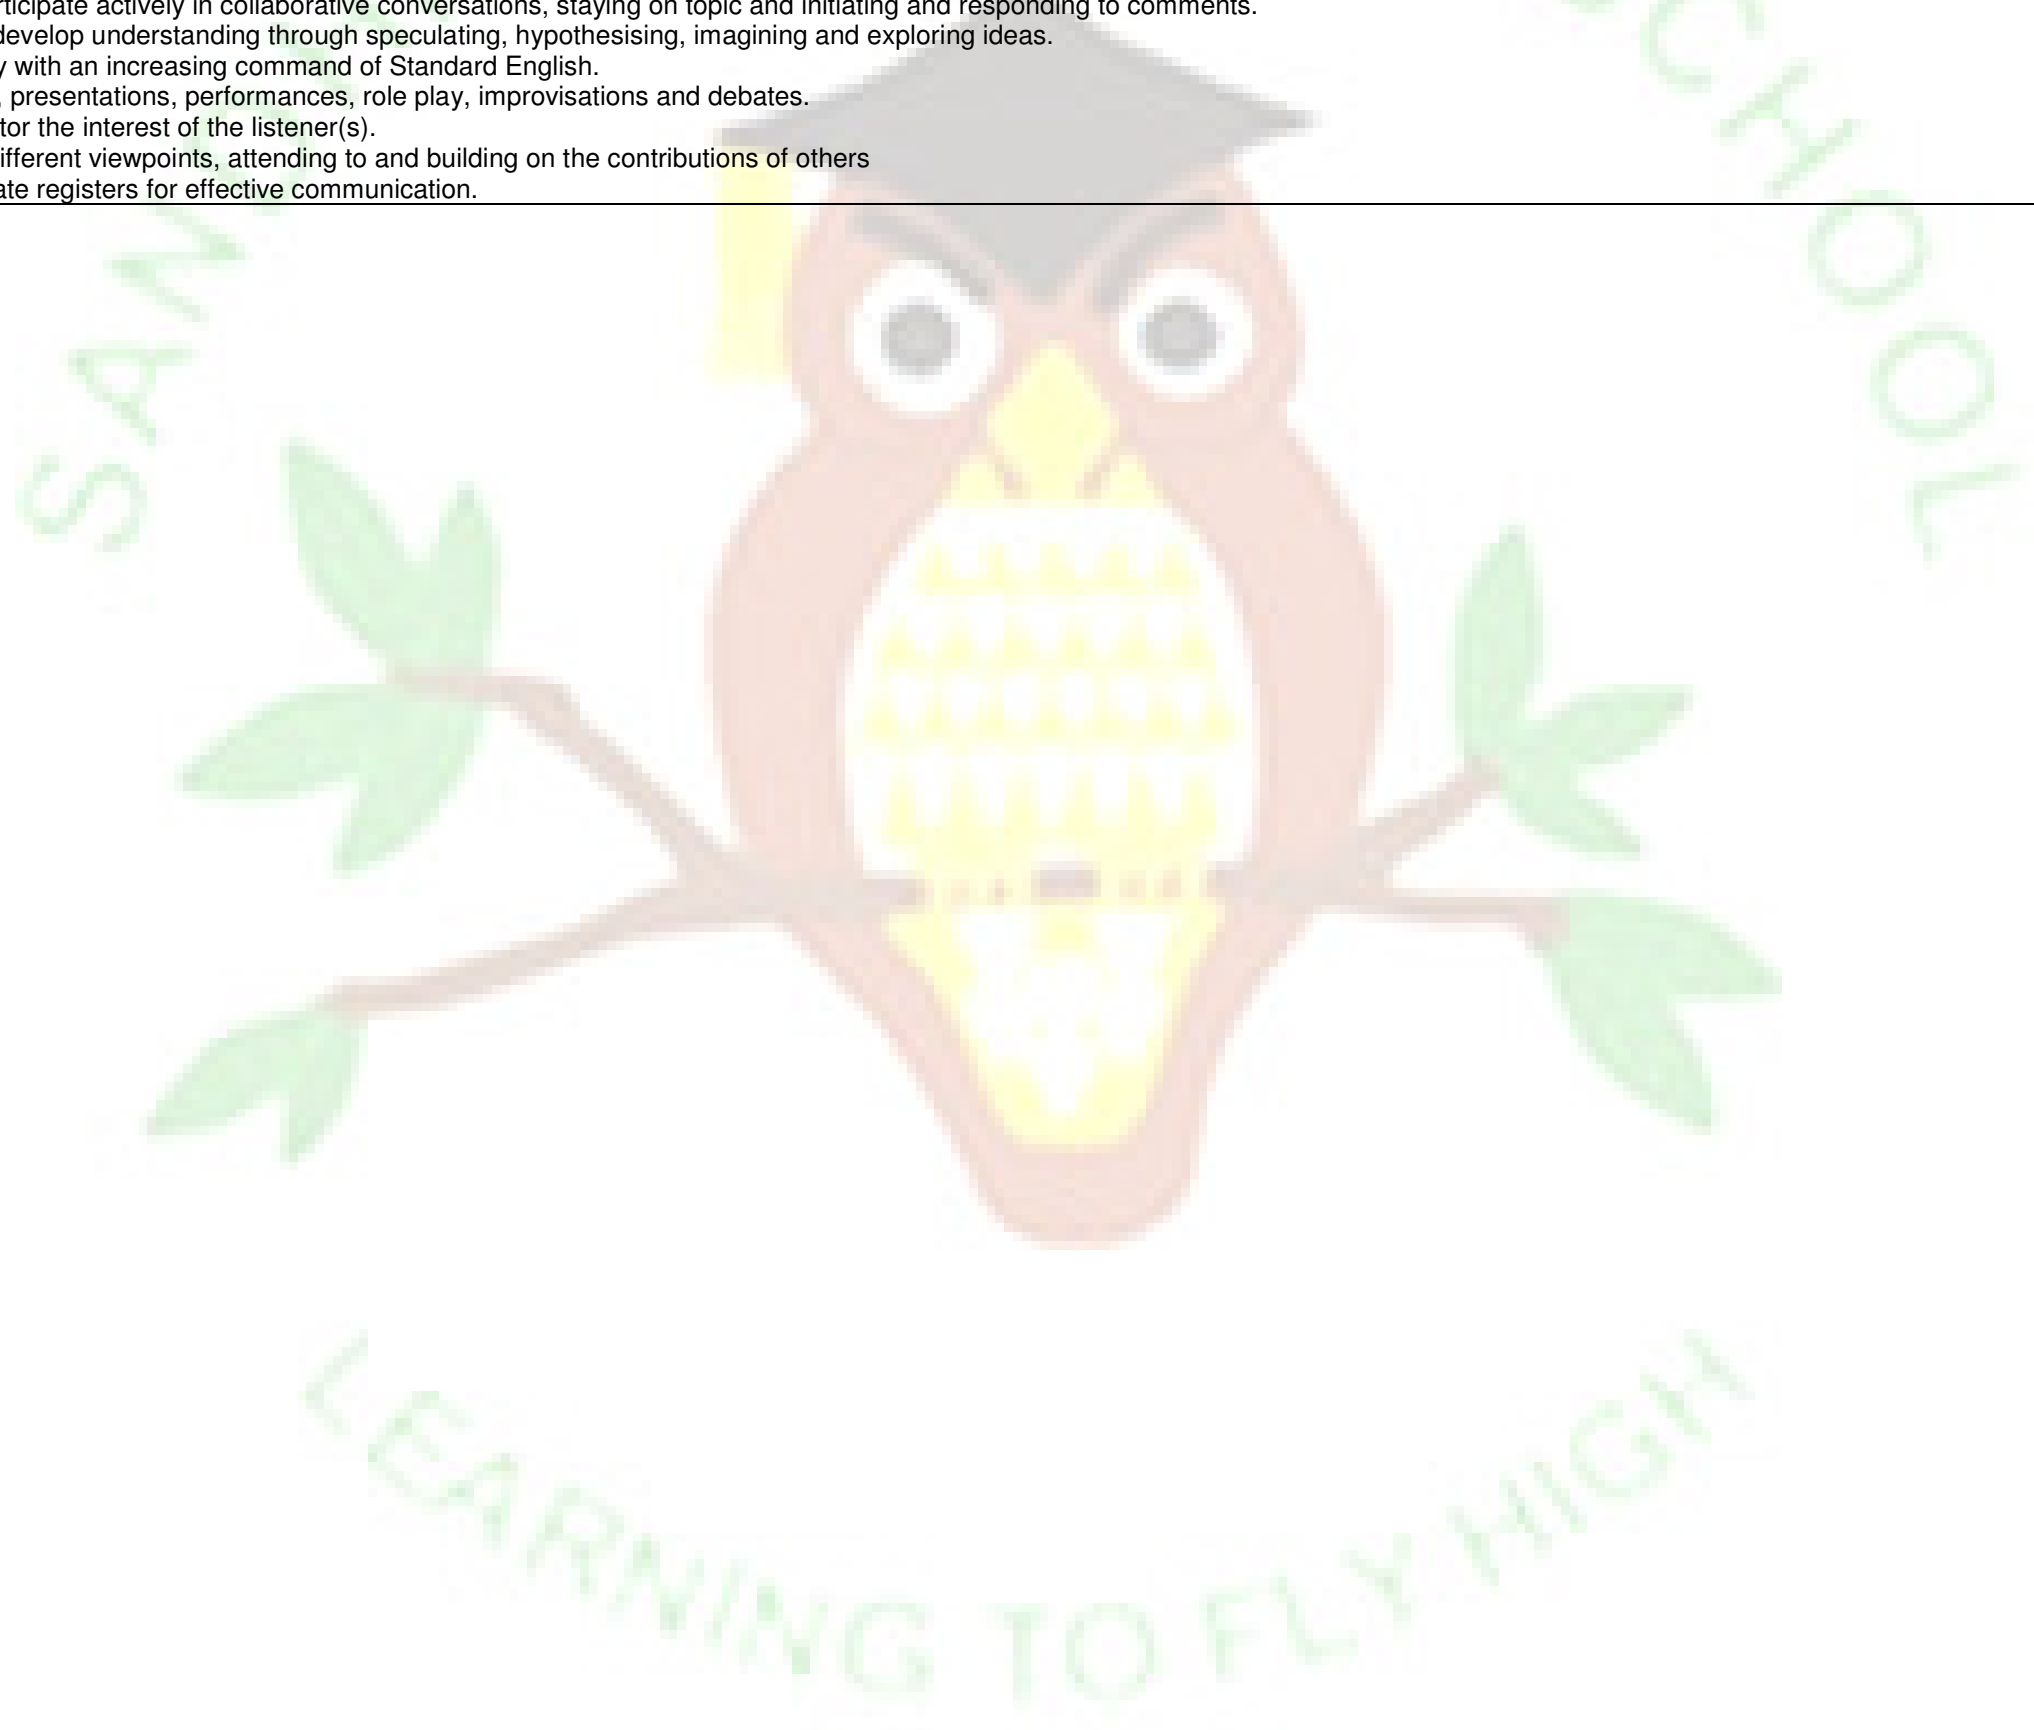 rticipate actively in collaborative conversations, staying on topic and initiating and responding to comments.
develop understanding through speculating, hypothesising, imagining and exploring ideas.
y with an increasing command of Standard English.
, presentations, performances, role play, improvisations and debates.
tor the interest of the listener(s).
ifferent viewpoints, attending to and building on the contributions of others
ate registers for effective communication.
SAND
CHOOL
LEARNING TO FLY HIGH